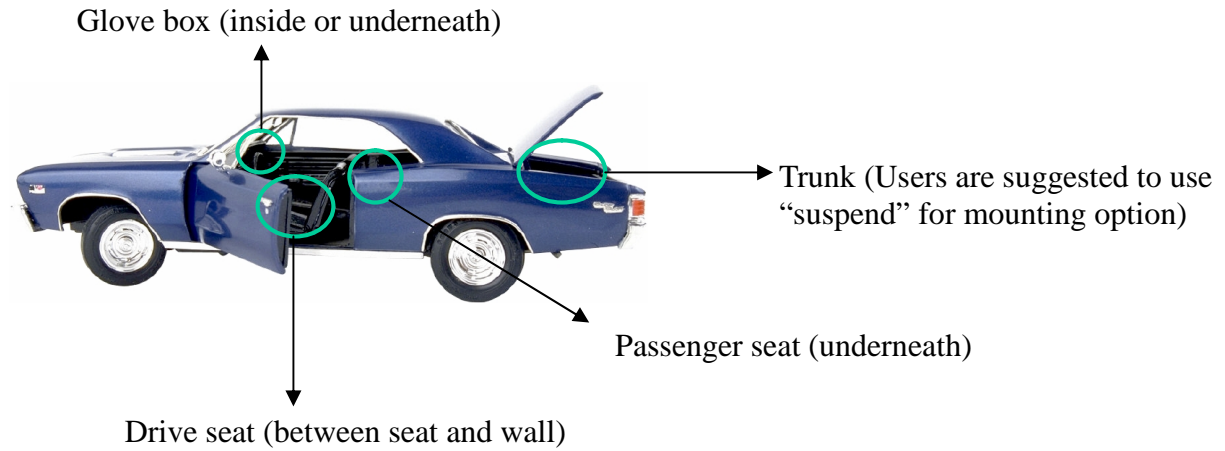 Glove box (inside or underneath)
Trunk (Users are suggested to use
“suspend” for mounting option)
Passenger seat (underneath)
Drive seat (between seat and wall)